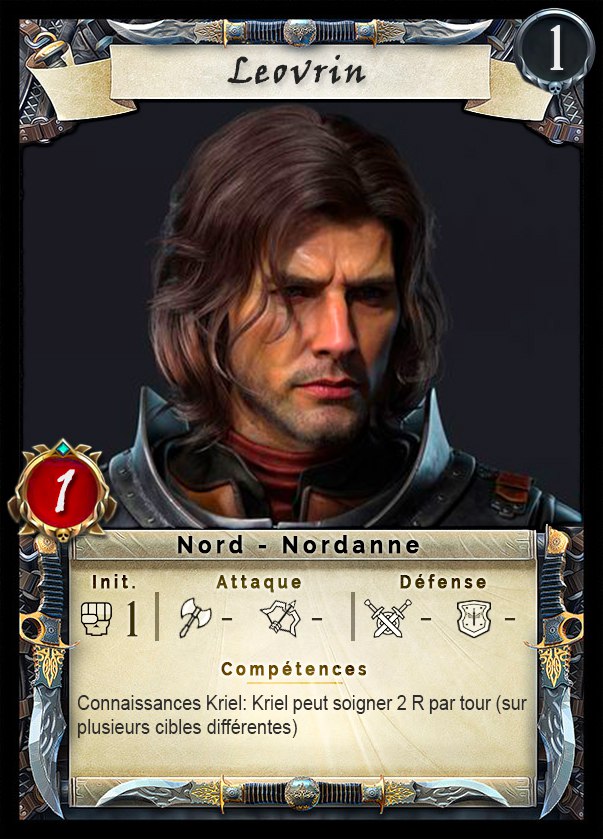 Leovrin
1
1
Nord - Nordanne
Init. Attaque Défense
1 - - - -
Compétences
Connaissances Kriel: Kriel peut soigner 2 R par tour (sur
plusieurs cibles différentes)